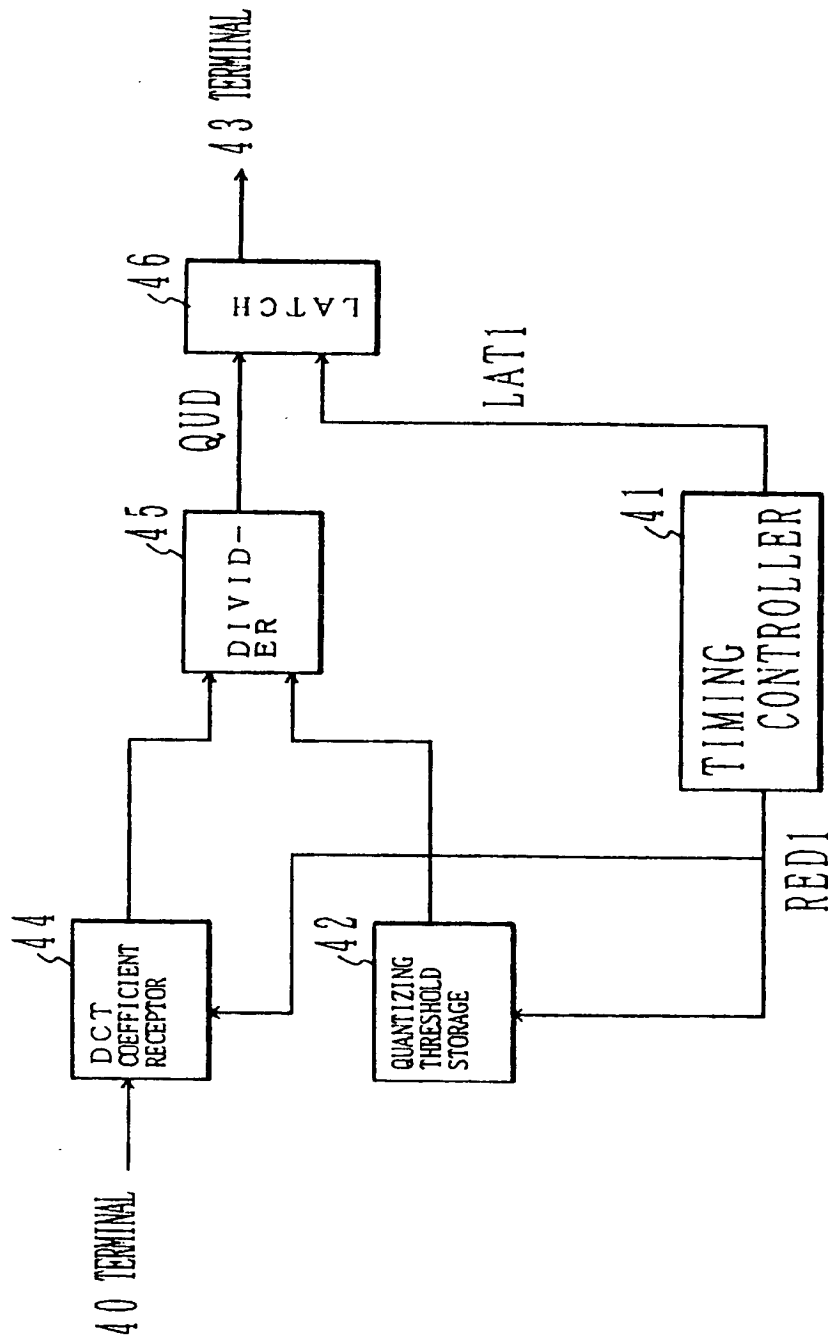 40 TERMINAL
44
DCT
COEFFICIENT
RECEPTOR
42
QUANTIZING
THRESHOLD
STORAGE
45
DIVID-
ER
QUD
46
LATCH
43 TERMINAL
RED1
41
TIMING
CONTROLLER
LAT1